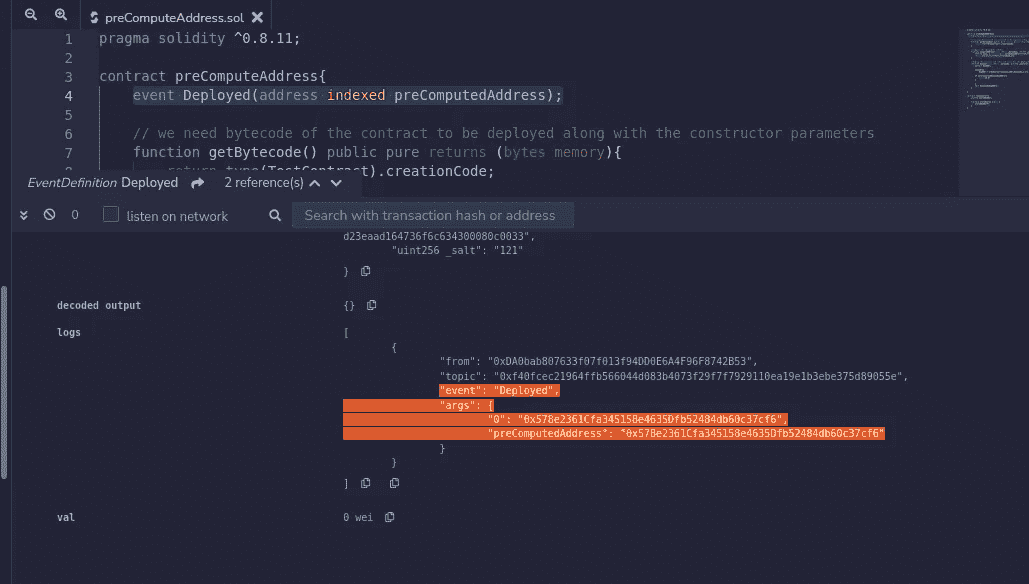 preComputeAddress.sol
1 pragma solidity ^0.8.11;
2
3 contract preComputeAddress{
4 event Deployed(address indexed preComputedAddress);
5
6 // we need bytecode of the contract to be deployed along with the constructor parameters
7 function getBytecode() public pure returns (bytes memory){
8 return type(TestContract).creationCode;
EventDefinition Deployed 2 reference(s)
0 listen on network Search with transaction hash or address
d23eaad164736f6c634300080c0033",
"uint256 _salt": "121"
}
decoded output {}
logs [
{
"from": "0xDA0bab807633f07f013f94DD0E6A4F96F8742B53",
"topic": "0xf40fcec21964ffb566044d083b4073f29f7f7929110ea19e1b3ebe375d89055e",
"event": "Deployed",
"args": {
"0": "0x578e2361Cfa345158e4635Dfb52484db60c37cf6",
"preComputedAddress": "0x578e2361Cfa345158e4635Dfb52484db60c37cf6"
}
}
]
val 0 wei